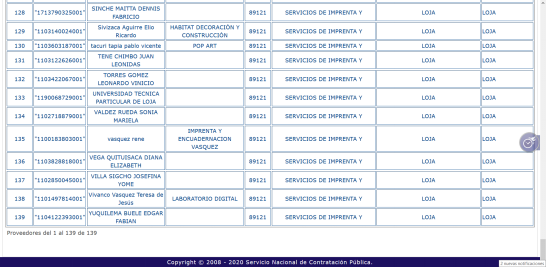 128 "1713790325001" SINCHE MAITTA DENNIS FABRICIO 89121 SERVICIOS DE IMPRENTA Y LOJA LOJA
129 "1103140024001" Sivizaca Aguirre Elio Ricardo HABITAT DECORACIÓN Y CONSTRUCCIÓN 89121 SERVICIOS DE IMPRENTA Y LOJA LOJA
130 "1103603187001" tacuri tapia pablo vicente POP ART 89121 SERVICIOS DE IMPRENTA Y LOJA LOJA
131 "1103122626001" TENE CHIMBO JUAN LEONIDAS 89121 SERVICIOS DE IMPRENTA Y LOJA LOJA
132 "1103422067001" TORRES GOMEZ LEONARDO VINICIO 89121 SERVICIOS DE IMPRENTA Y LOJA LOJA
133 "1190068729001" UNIVERSIDAD TECNICA PARTICULAR DE LOJA 89121 SERVICIOS DE IMPRENTA Y LOJA LOJA
134 "1102718879001" VALDEZ RUEDA SONIA MARIELA 89121 SERVICIOS DE IMPRENTA Y LOJA LOJA
135 "1100183803001" vasquez rene IMPRENTA Y ENCUADERNACION VASQUEZ 89121 SERVICIOS DE IMPRENTA Y LOJA LOJA
136 "1103828818001" VEGA QUITUISACA DIANA ELIZABETH 89121 SERVICIOS DE IMPRENTA Y LOJA LOJA
137 "1102850045001" VILLA SIGCHO JOSEFINA YOME 89121 SERVICIOS DE IMPRENTA Y LOJA LOJA
138 "1101497814001" Vivanco Vasquez Teresa de Jesús LABORATORIO DIGITAL 89121 SERVICIOS DE IMPRENTA Y LOJA LOJA
139 "1104122393001" YUQUILEMA BUELE EDGAR FABIAN 89121 SERVICIOS DE IMPRENTA Y LOJA LOJA
Proveedores del 1 al 139 de 139
Copyright © 2008 - 2020 Servicio Nacional de Contratación Pública.
2 nuevas notificaciones